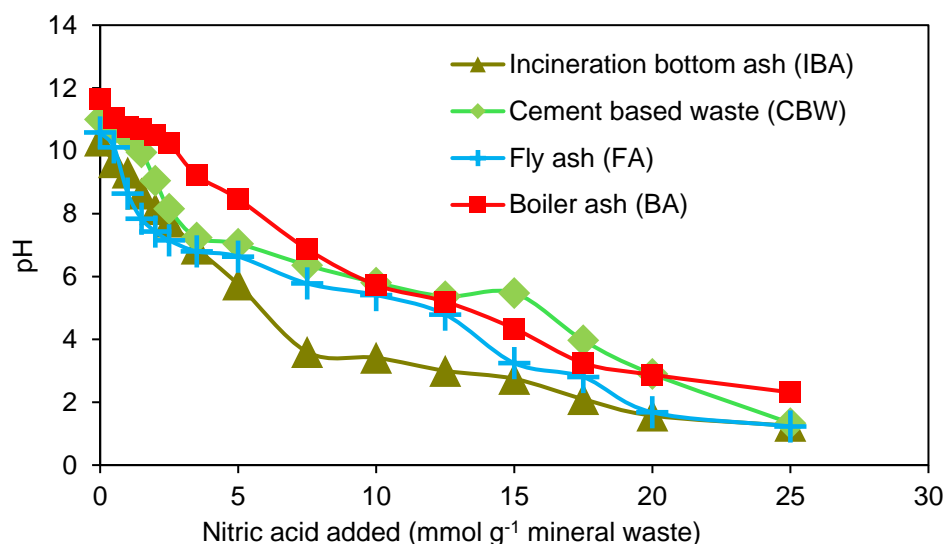 14
12
10
8
6
4
2
0
pH
Incineration bottom ash (IBA)
Cement based waste (CBW)
Fly ash (FA)
Boiler ash (BA)
0 5 10 15 20 25 30
Nitric acid added (mmol g⁻¹ mineral waste)